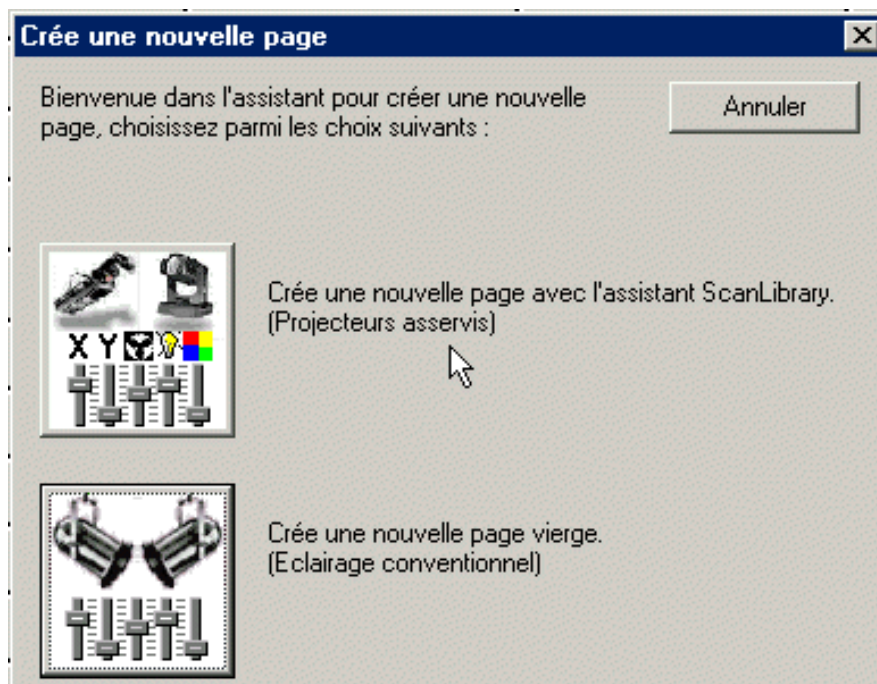 Crée une nouvelle page
Bienvenue dans l'assistant pour créer une nouvelle
page, choisissez parmi les choix suivants :
Annuler
Crée une nouvelle page avec l'assistant ScanLibrary.
(Projecteurs asservis)
X Y
Crée une nouvelle page vierge.
(Eclairage conventionnel)